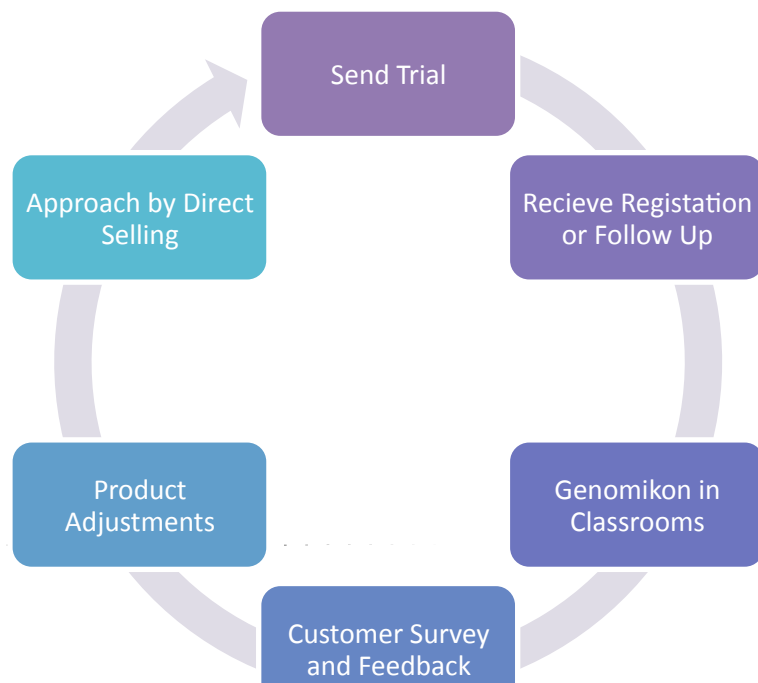 Send Trial
Recieve Registation
or Follow Up
Genomikon in
Classrooms
Customer Survey
and Feedback
Product
Adjustments
Approach by Direct
Selling